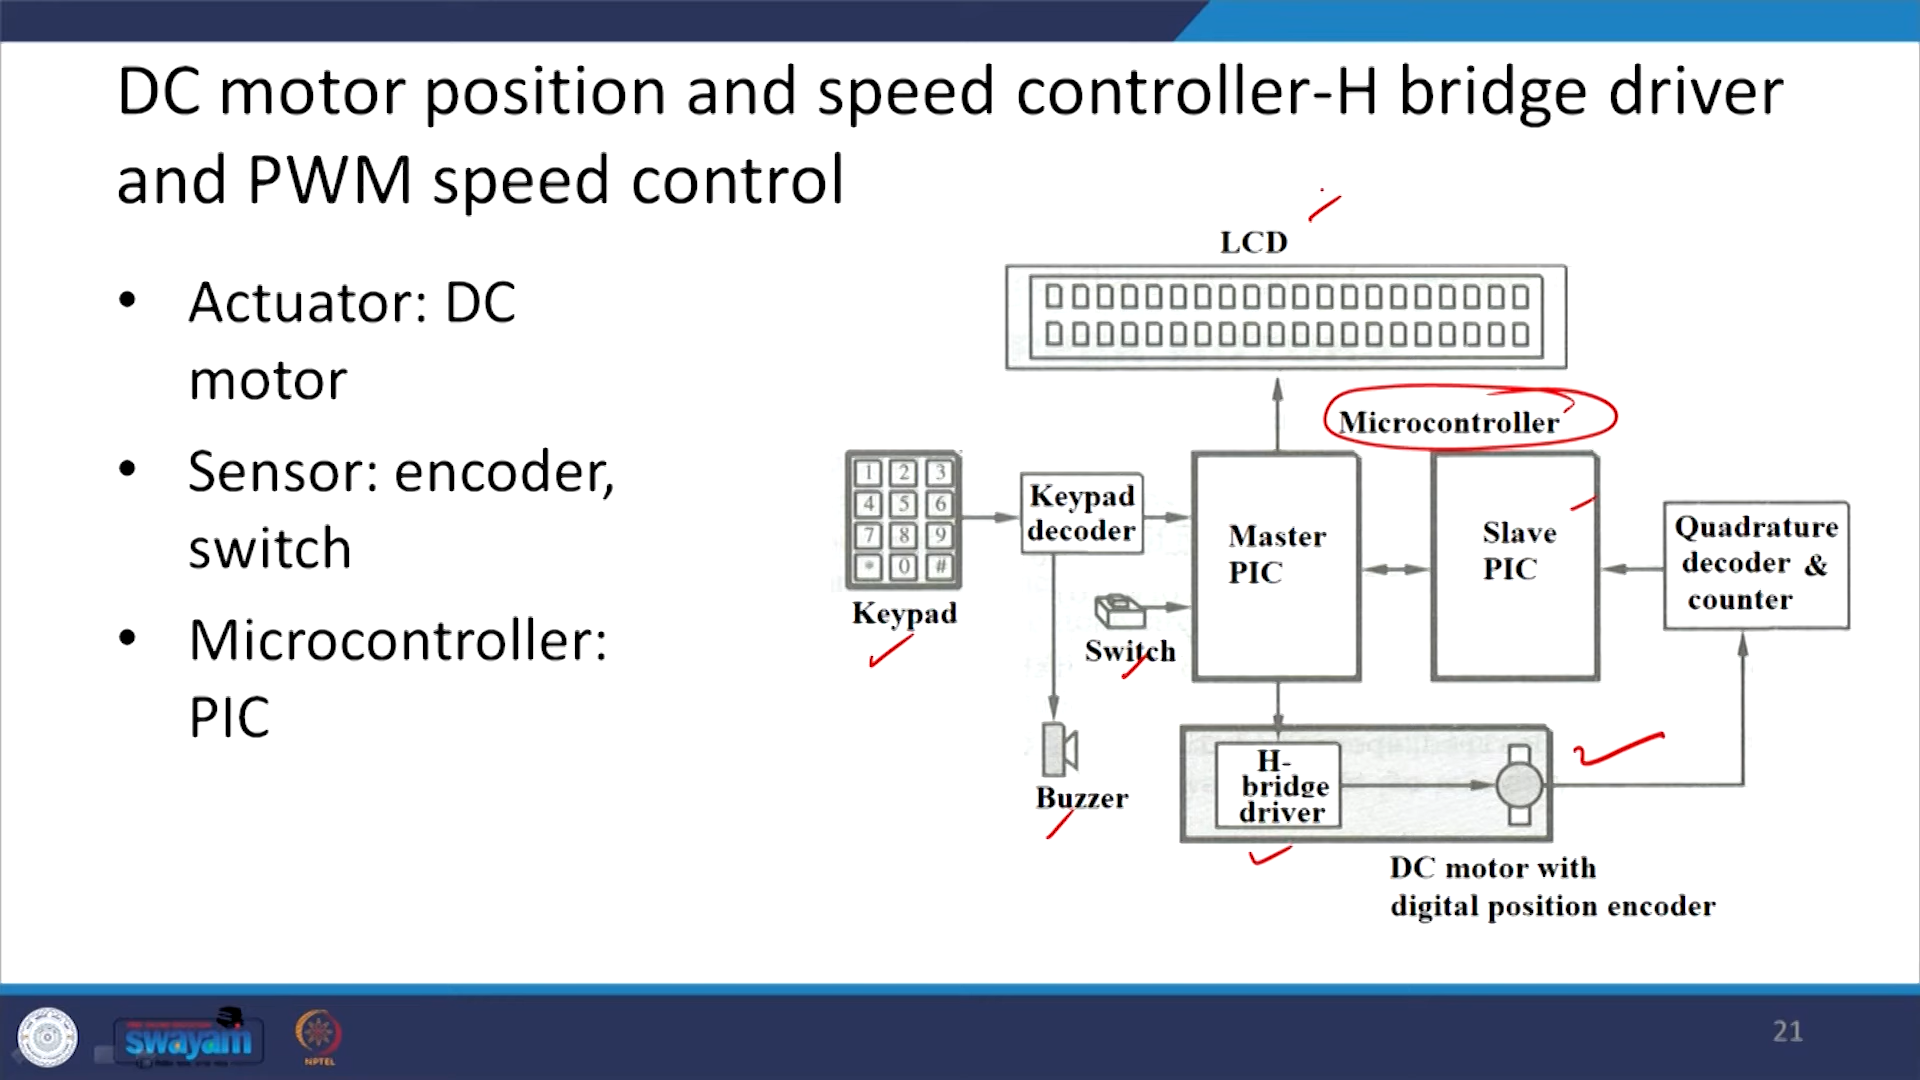 DC motor position and speed controller-H bridge driver
and PWM speed control
• Actuator: DC
motor
• Sensor: encoder,
switch
• Microcontroller:
PIC
LCD
Microcontroller
1 2 3
4 5 6
7 8 9
* 0 #
Keypad
Keypad
decoder
Switch
Buzzer
Master
PIC
Slave
PIC
Quadrature
decoder &
counter
H-
bridge
driver
DC motor with
digital position encoder
swayam
NPTEL
21